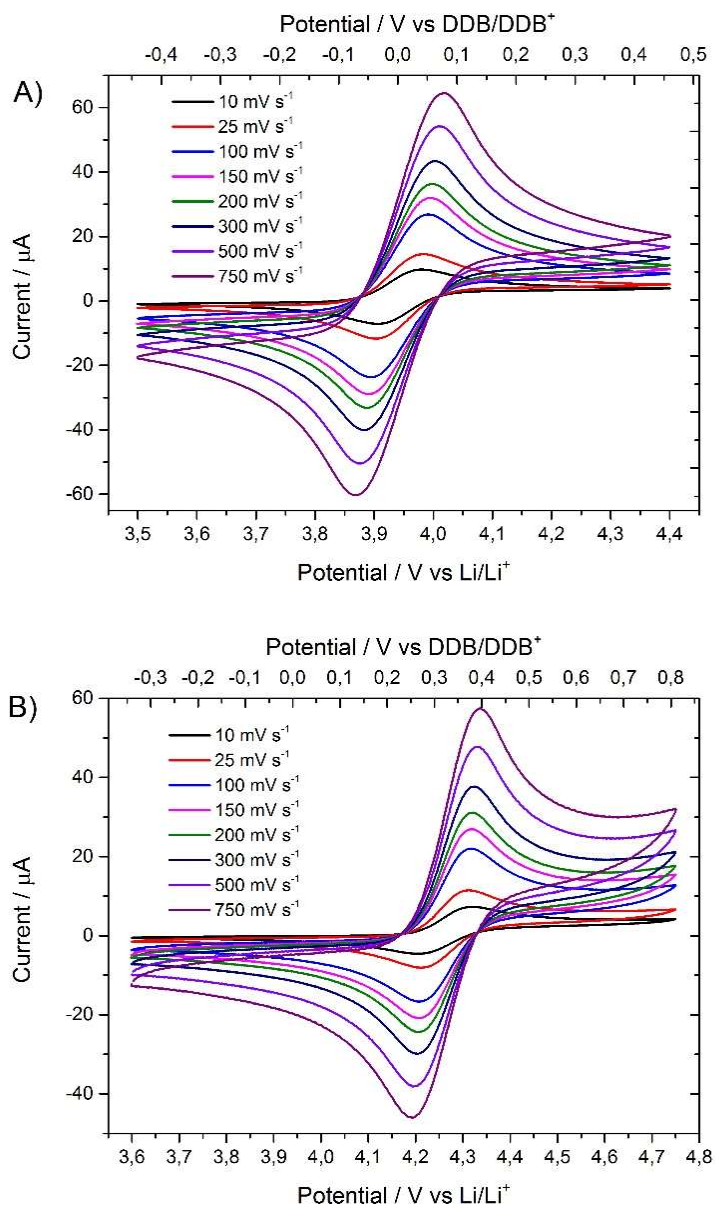 Potential / V vs DDB/DDB⁺
-0,4 -0,3 -0,2 -0,1 0,0 0,1 0,2 0,3 0,4 0,5
A)
10 mV s⁻¹
25 mV s⁻¹
100 mV s⁻¹
150 mV s⁻¹
200 mV s⁻¹
300 mV s⁻¹
500 mV s⁻¹
750 mV s⁻¹
60
40
20
0
-20
-40
-60
Current / µA
3,5 3,6 3,7 3,8 3,9 4,0 4,1 4,2 4,3 4,4
Potential / V vs Li/Li⁺
Potential / V vs DDB/DDB⁺
-0,3 -0,2 -0,1 0,0 0,1 0,2 0,3 0,4 0,5 0,6 0,7 0,8
B)
10 mV s⁻¹
25 mV s⁻¹
100 mV s⁻¹
150 mV s⁻¹
200 mV s⁻¹
300 mV s⁻¹
500 mV s⁻¹
750 mV s⁻¹
60
40
20
0
-20
-40
Current / µA
3,6 3,7 3,8 3,9 4,0 4,1 4,2 4,3 4,4 4,5 4,6 4,7 4,8
Potential / V vs Li/Li⁺